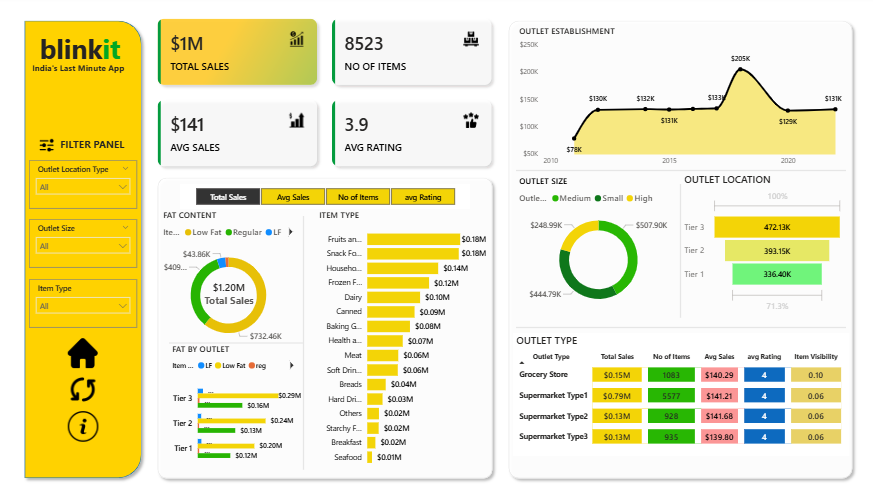 blinkit
India's Last Minute App
FILTER PANEL
Outlet Location Type
All
Outlet Size
All
Item Type
All
$1M
TOTAL SALES
8523
NO OF ITEMS
$141
AVG SALES
3.9
AVG RATING
Total Sales Avg Sales No of Items avg Rating
FAT CONTENT
Ite... Low Fat Regular LF
$43.86K
$409...
$1.20M
Total Sales
$732.46K
FAT BY OUTLET
Item ... LF Low Fat reg
Tier 3 ... $0.29M
$0.16M
Tier 2 ... $0.24M
$0.13M
Tier 1 ... $0.20M
$0.12M
ITEM TYPE
Fruits an... $0.18M
Snack Fo... $0.18M
Househo... $0.14M
Frozen F... $0.12M
Dairy $0.10M
Canned $0.09M
Baking G... $0.08M
Health a... $0.07M
Meat $0.06M
Soft Drin... $0.06M
Breads $0.04M
Hard Dri... $0.03M
Others $0.02M
Starchy F... $0.02M
Breakfast $0.02M
Seafood $0.01M
OUTLET ESTABLISHMENT
$250K
$200K
$150K
$100K
$50K
$78K
$130K
$132K
$131K
$133K
$205K
$129K
$131K
2010 2015 2020
OUTLET SIZE
Outle... Medium Small High
$248.99K
$507.90K
$444.79K
OUTLET LOCATION
100%
Tier 3 472.13K
Tier 2 393.15K
Tier 1 336.40K
71.3%
OUTLET TYPE
Outlet Type Total Sales No of Items Avg Sales avg Rating Item Visibility
Grocery Store $0.15M 1083 $140.29 4 0.10
Supermarket Type1 $0.79M 5577 $141.21 4 0.06
Supermarket Type2 $0.13M 928 $141.68 4 0.06
Supermarket Type3 $0.13M 935 $139.80 4 0.06